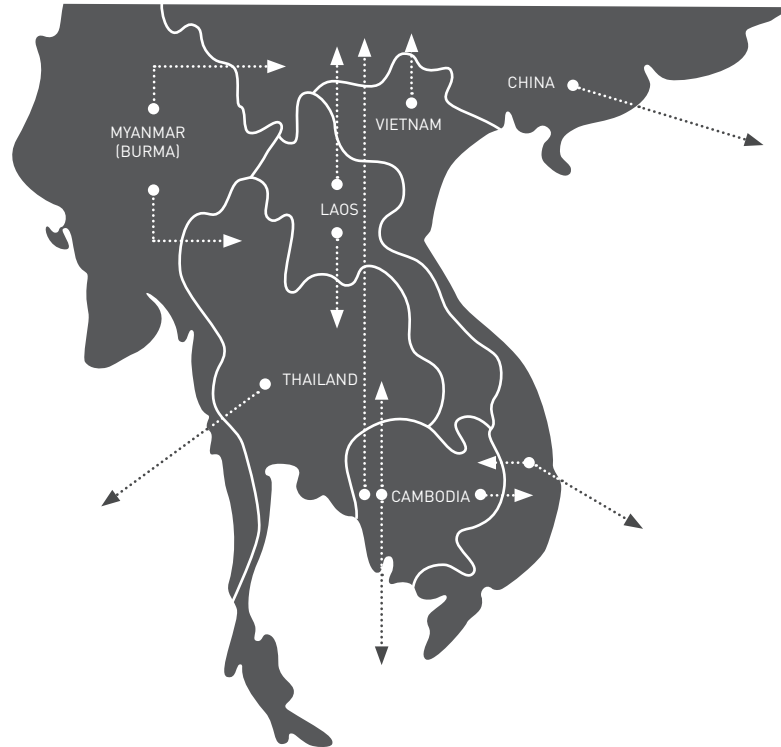 CHINA
VIETNAM
MYANMAR
(BURMA)
LAOS
THAILAND
CAMBODIA